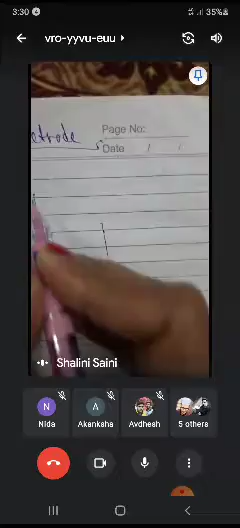 3:30 35%
vro-yyvu-euu
etrode Page No:
Date
Shalini Saini
N A
Nida Akanksha Avdhesh 5 others